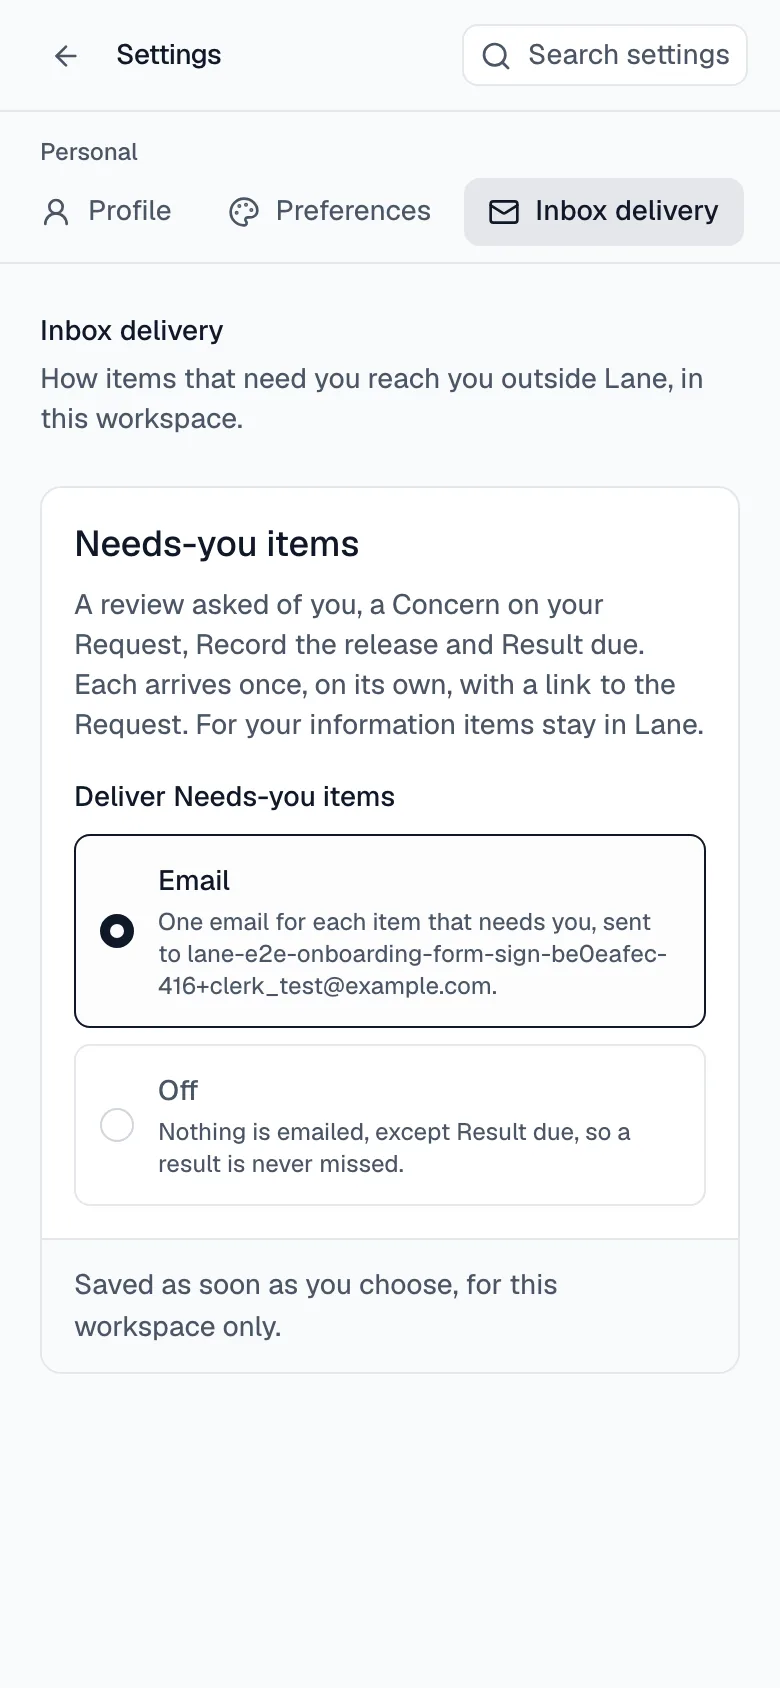 Settings
Search settings
Personal
Profile
Preferences
Inbox delivery
Inbox delivery
How items that need you reach you outside Lane, in
this workspace.
Needs-you items
A review asked of you, a Concern on your
Request, Record the release and Result due.
Each arrives once, on its own, with a link to the
Request. For your information items stay in Lane.
Deliver Needs-you items
Email
One email for each item that needs you, sent
to lane-e2e-onboarding-form-sign-be0eafec-
416+clerk_test@example.com.
Off
Nothing is emailed, except Result due, so a
result is never missed.
Saved as soon as you choose, for this
workspace only.